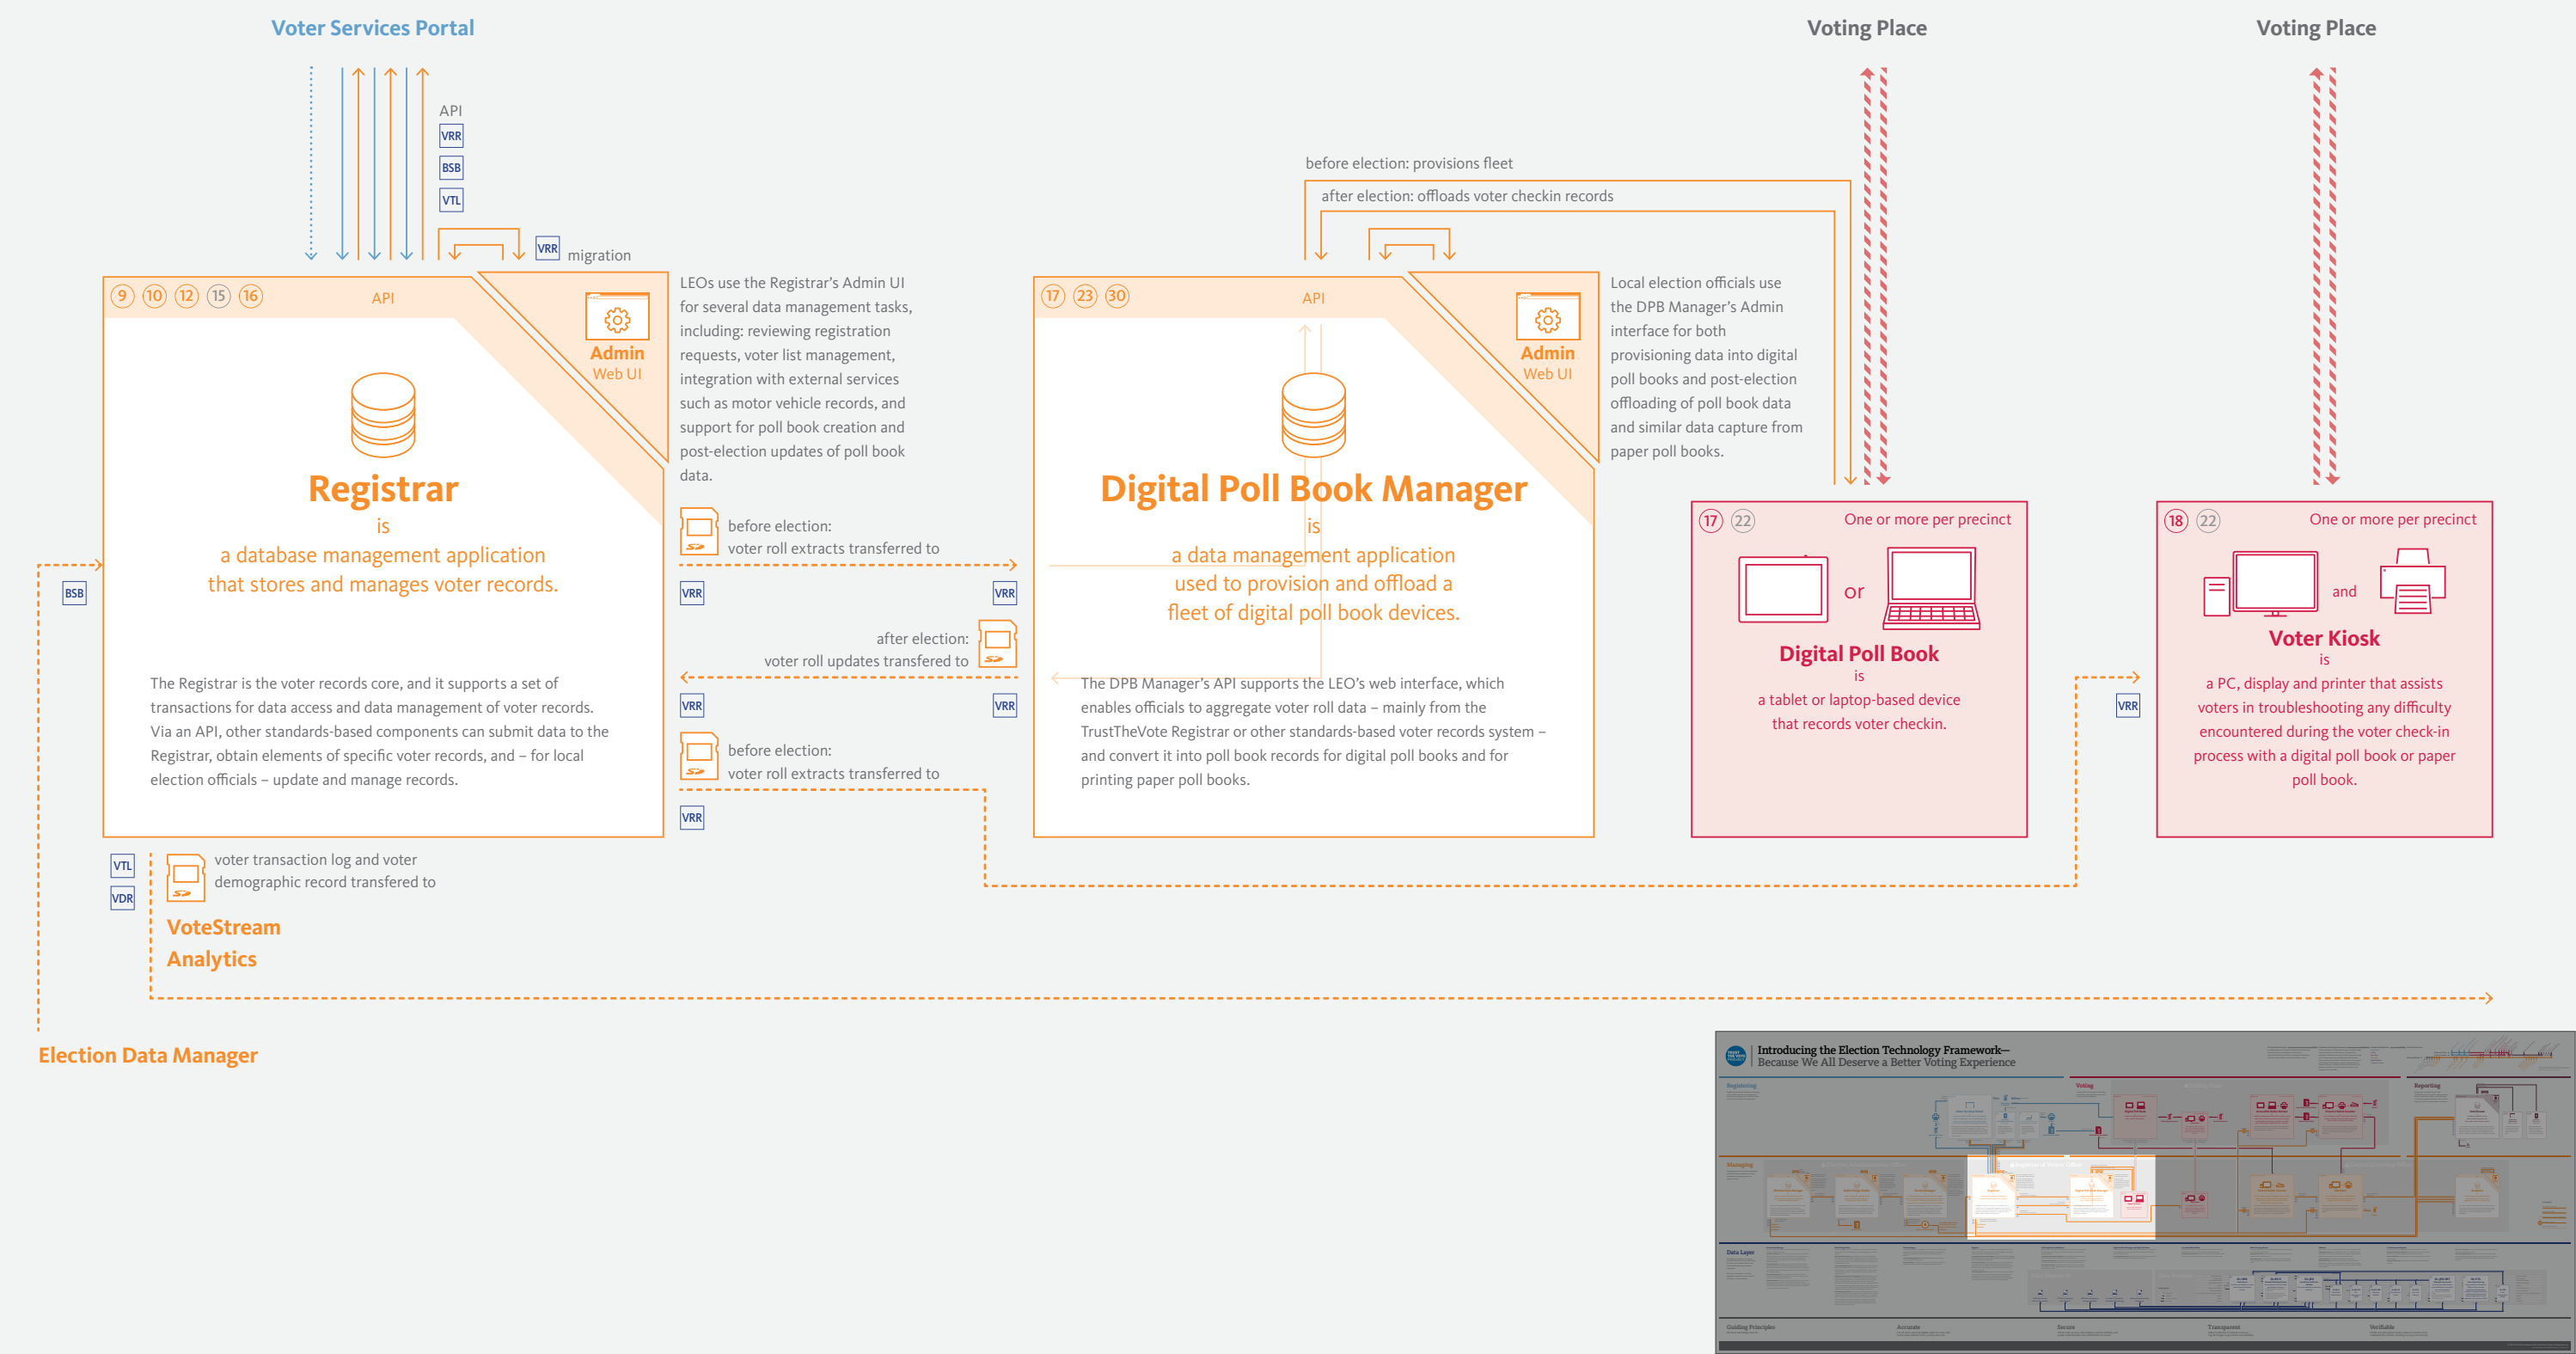 Voter Services Portal
Voting Place
Voting Place
API
VRR
BSB
VTL
VRR
migration
before election: provisions fleet
after election: offloads voter checkin records
9
10
12
15
16
API
Admin
Web UI
LEOs use the Registrar's Admin UI
for several data management tasks,
including: reviewing registration
requests, voter list management,
integration with external services
such as motor vehicle records, and
support for poll book creation and
post-election updates of poll book
data.
Registrar
is
a database management application
that stores and manages voter records.
The Registrar is the voter records core, and it supports a set of
transactions for data access and data management of voter records.
Via an API, other standards-based components can submit data to the
Registrar, obtain elements of specific voter records, and – for local
election officials – update and manage records.
BSB
before election:
voter roll extracts transferred to
VRR
VRR
after election:
voter roll updates transfered to
VRR
VRR
before election:
voter roll extracts transferred to
VRR
17
23
30
API
Admin
Web UI
Local election officials use
the DPB Manager's Admin
interface for both
provisioning data into digital
poll books and post-election
offloading of poll book data
and similar data capture from
paper poll books.
Digital Poll Book Manager
is
a data management application
used to provision and offload a
fleet of digital poll book devices.
The DPB Manager's API supports the LEO's web interface, which
enables officials to aggregate voter roll data – mainly from the
TrustTheVote Registrar or other standards-based voter records system –
and convert it into poll book records for digital poll books and for
printing paper poll books.
17
22
One or more per precinct
or
Digital Poll Book
is
a tablet or laptop-based device
that records voter checkin.
VRR
18
22
One or more per precinct
and
Voter Kiosk
is
a PC, display and printer that assists
voters in troubleshooting any difficulty
encountered during the voter check-in
process with a digital poll book or paper
poll book.
VTL
VDR
voter transaction log and voter
demographic record transfered to
VoteStream
Analytics
Election Data Manager
Introducing the Election Technology Framework—
Because We All Deserve a Better Voting Experience
Registering
Voting
Reporting
Managing
Data Layer
Guiding Principles
Accurate
Secure
Transparent
Verifiable